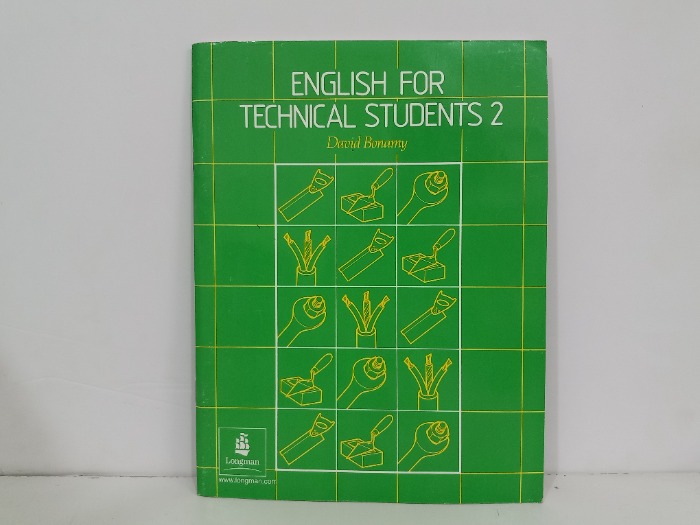 ENGLISH FOR
TECHNICAL STUDENTS 2
David Bonamy
Longman
www.longman.com